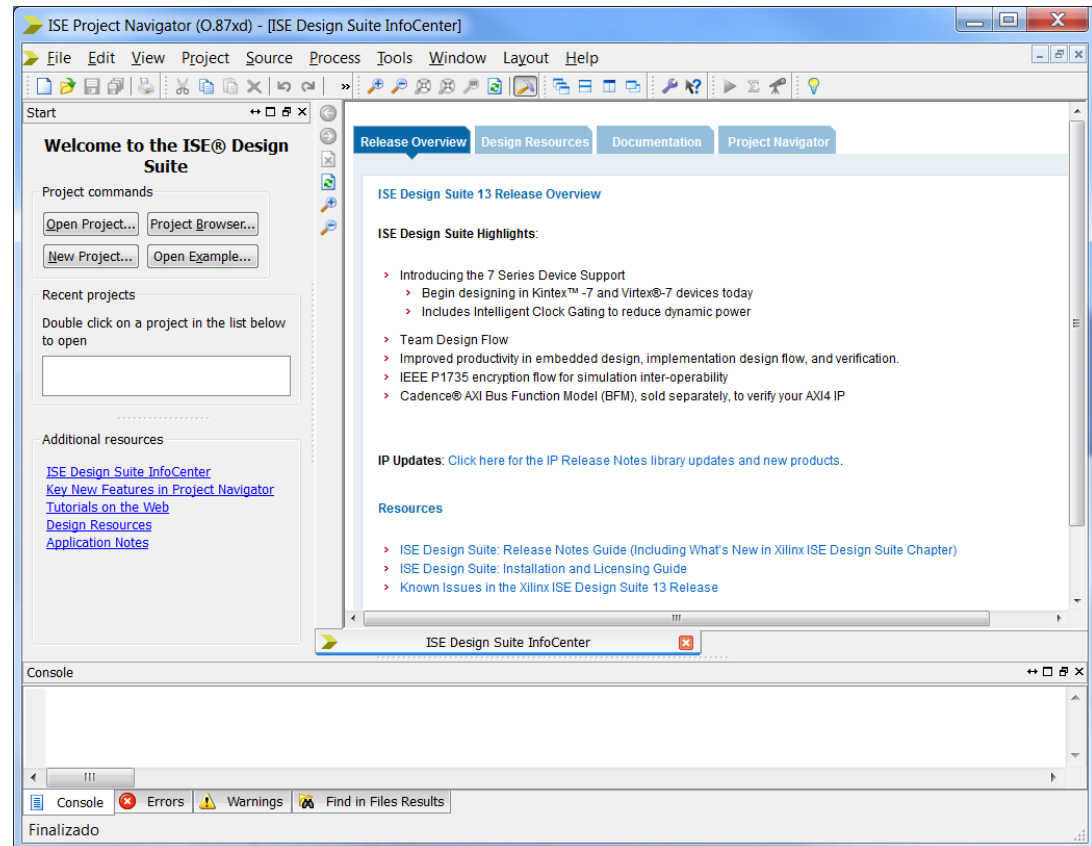 ISE Project Navigator (O.87xd) - [ISE Design Suite InfoCenter]
File Edit View Project Source Process Tools Window Layout Help
Start
Welcome to the ISE® Design
Suite
Project commands
Open Project... Project Browser...
New Project... Open Example...
Recent projects
Double click on a project in the list below
to open
Additional resources
ISE Design Suite InfoCenter
Key New Features in Project Navigator
Tutorials on the Web
Design Resources
Application Notes
Release Overview Design Resources Documentation Project Navigator
ISE Design Suite 13 Release Overview
ISE Design Suite Highlights:
Introducing the 7 Series Device Support
Begin designing in Kintex™ -7 and Virtex®-7 devices today
Includes Intelligent Clock Gating to reduce dynamic power
Team Design Flow
Improved productivity in embedded design, implementation design flow, and verification.
IEEE P1735 encryption flow for simulation inter-operability
Cadence® AXI Bus Function Model (BFM), sold separately, to verify your AXI4 IP
IP Updates: Click here for the IP Release Notes library updates and new products.
Resources
ISE Design Suite: Release Notes Guide (Including What's New in Xilinx ISE Design Suite Chapter)
ISE Design Suite: Installation and Licensing Guide
Known Issues in the Xilinx ISE Design Suite 13 Release
ISE Design Suite InfoCenter
Console
Console Errors Warnings Find in Files Results
Finalizado